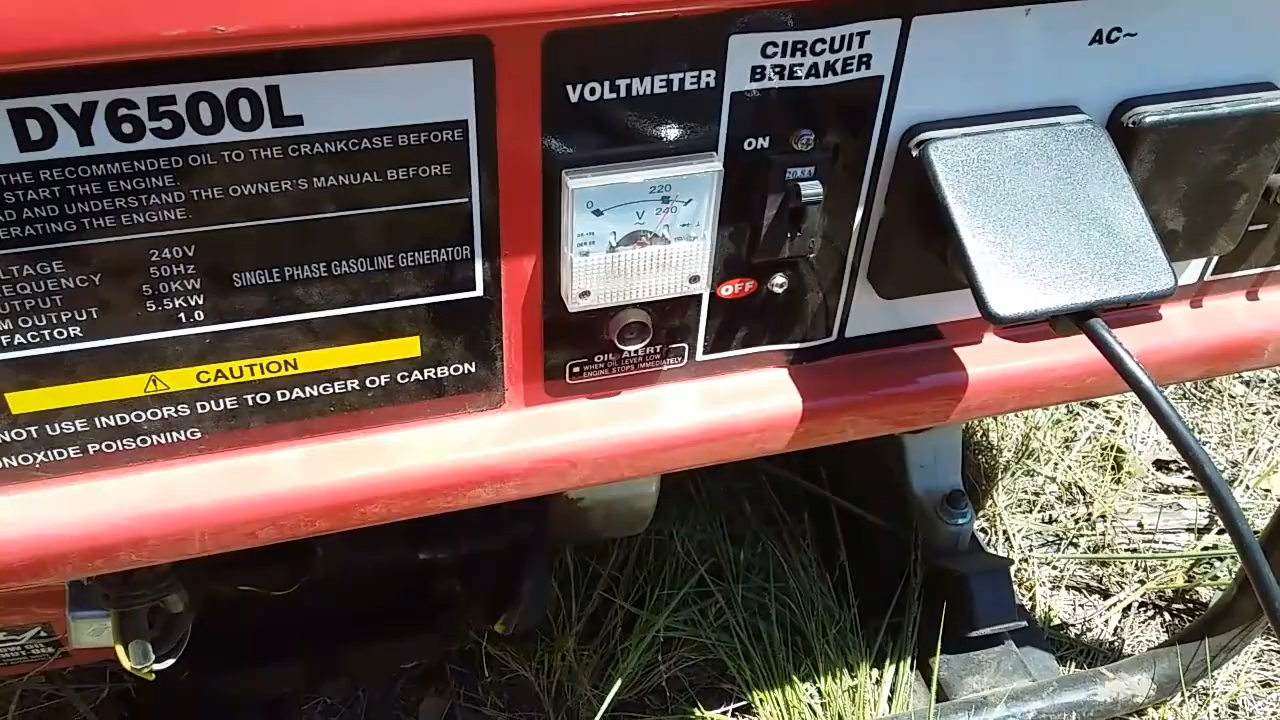 DY6500L
THE RECOMMENDED OIL TO THE CRANKCASE BEFORE
START THE ENGINE.
AD AND UNDERSTAND THE OWNER'S MANUAL BEFORE
ERATING THE ENGINE.
LTAGE 240V
EQUENCY 50Hz
UTPUT 5.0KW
M OUTPUT 5.5KW
FACTOR 1.0
SINGLE PHASE GASOLINE GENERATOR
CAUTION
NOT USE INDOORS DUE TO DANGER OF CARBON
NOXIDE POISONING
VOLTMETER
0
220
240
V
~
OIL ALERT
WHEN OIL LEVER LOW
ENGINE STOPS IMMEDIATELY
CIRCUIT
BREAKER
ON
20.8A
OFF
AC~